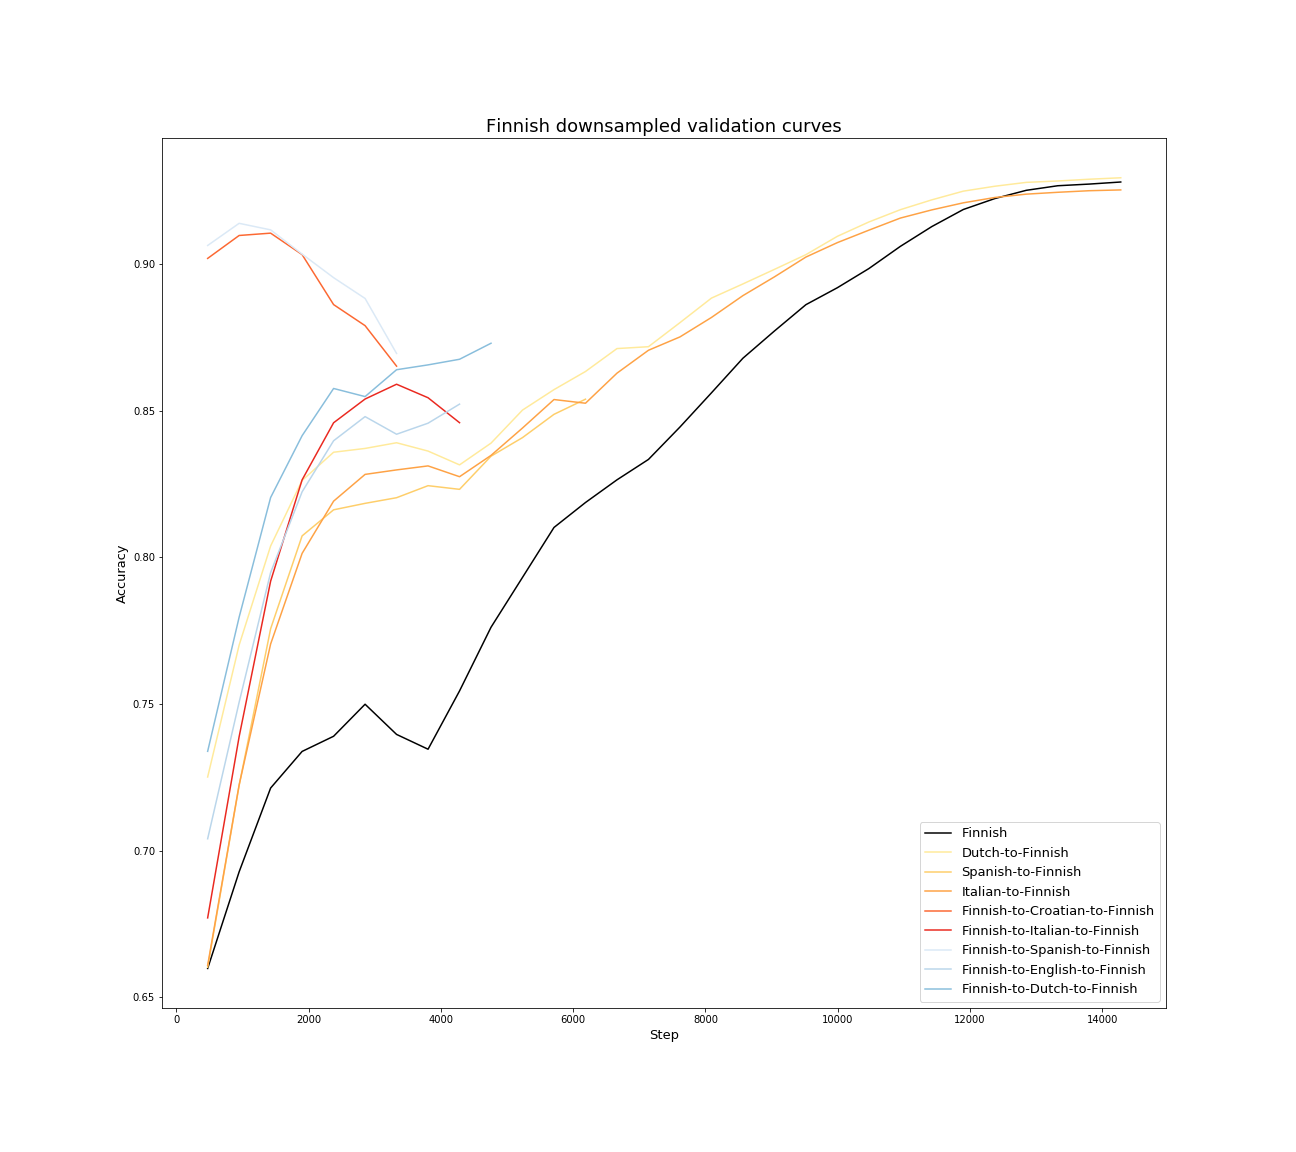 Finnish downsampled validation curves
Accuracy
0.90
0.85
0.80
0.75
0.70
0.65
0 2000 4000 6000 8000 10000 12000 14000
Step
Finnish
Dutch-to-Finnish
Spanish-to-Finnish
Italian-to-Finnish
Finnish-to-Croatian-to-Finnish
Finnish-to-Italian-to-Finnish
Finnish-to-Spanish-to-Finnish
Finnish-to-English-to-Finnish
Finnish-to-Dutch-to-Finnish